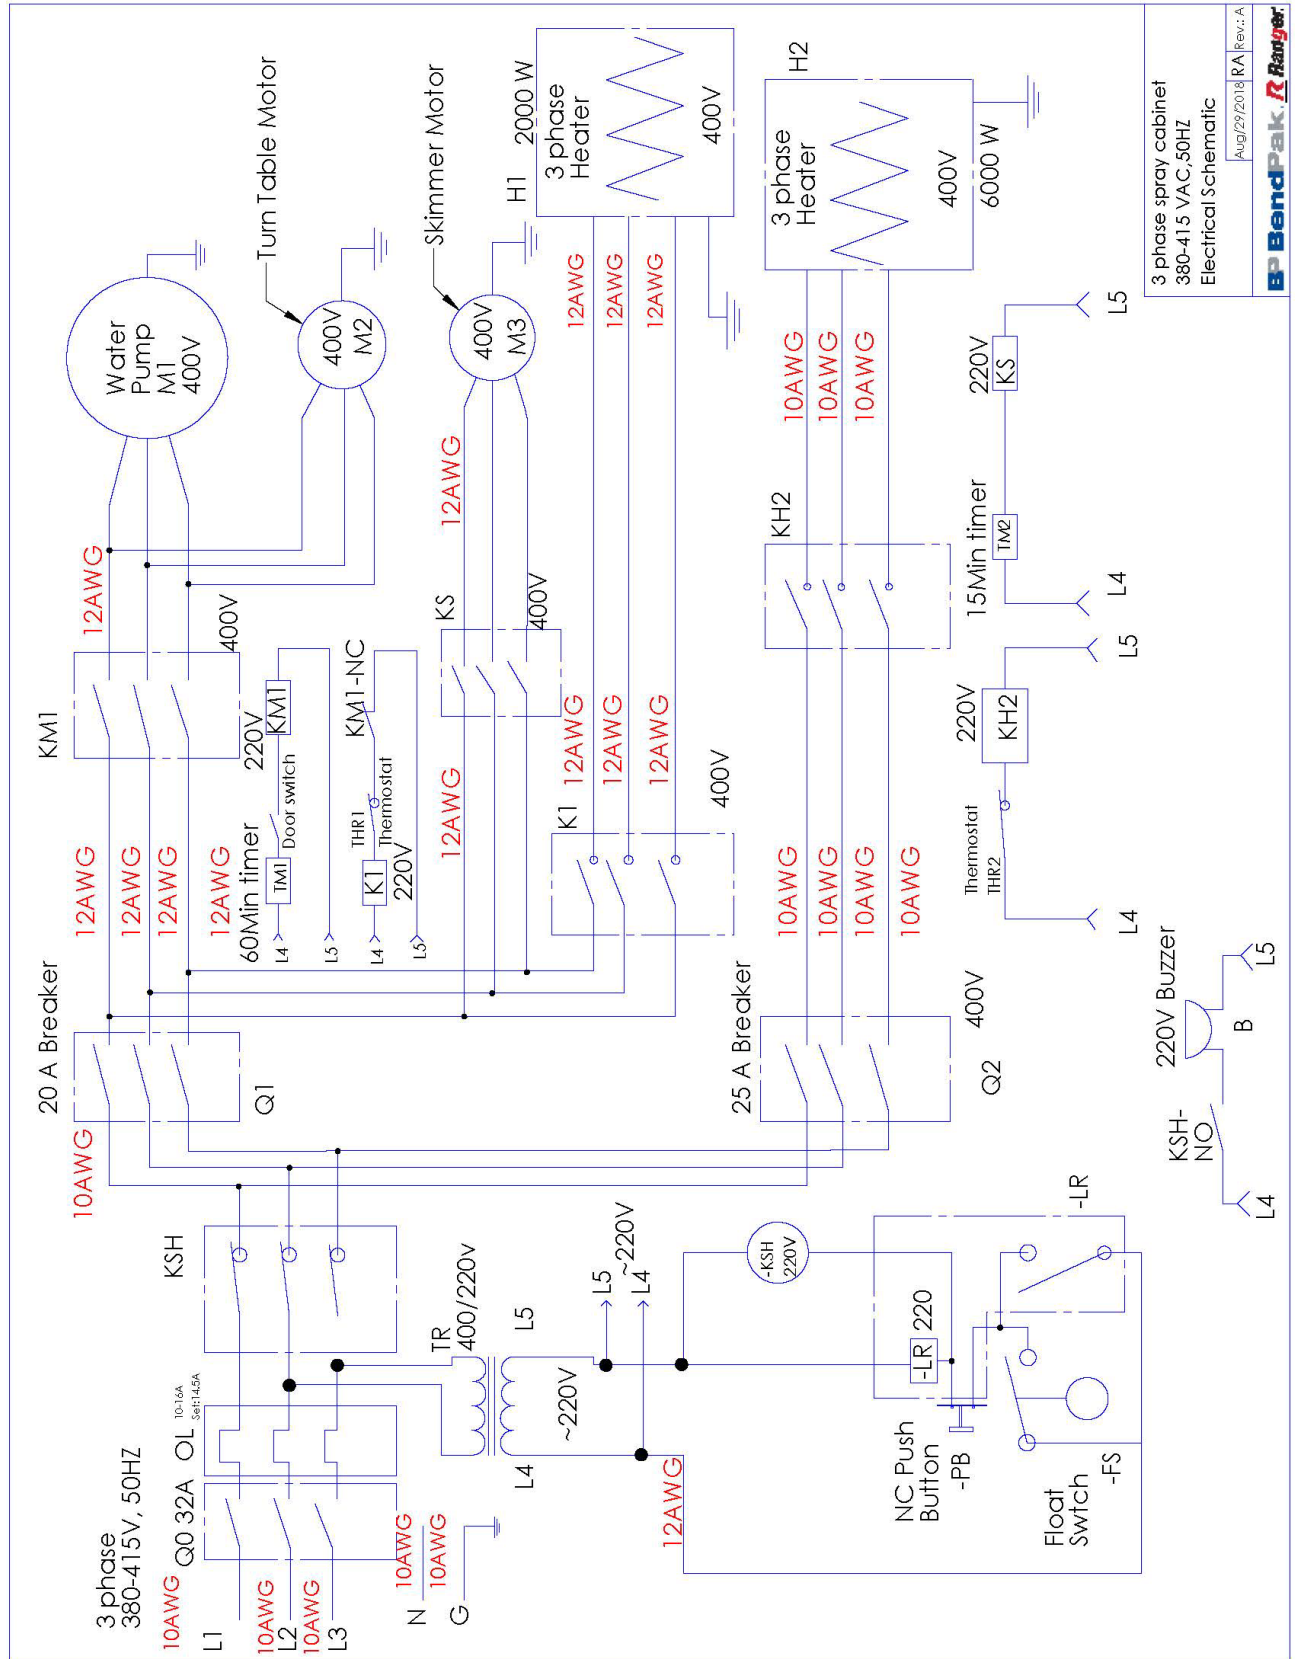 3 phase
380-415V, 50HZ
10AWG
Q0 32A
OL
10-16A
Set:14.5A
L1
10AWG
L2
10AWG
L3
N
10AWG
10AWG
G
KSH
TR
400/220v
L4
L5
~220V
L5
~220V
L4
12AWG
-KSH
220V
-LR
220
-LR
NC Push
Button
-PB
Float
Swtch
-FS
10AWG
20 A Breaker
Q1
12AWG
12AWG
12AWG
12AWG
KM1
400V
12AWG
Water
Pump
M1
400V
Turn Table Motor
400V
M2
60Min timer
TM1
Door switch
220V
KM1
L4
L5
L4
L5
K1
220V
THR1
Thermostat
KM1-NC
12AWG
KS
400V
12AWG
Skimmer Motor
400V
M3
K1
400V
12AWG
12AWG
12AWG
12AWG
12AWG
12AWG
H1
2000 W
3 phase
Heater
400V
25 A Breaker
Q2
400V
10AWG
10AWG
10AWG
10AWG
KH2
10AWG
10AWG
10AWG
H2
3 phase
Heater
400V
6000 W
Thermostat
THR2
220V
KH2
L4
L5
15Min timer
TM2
220V
KS
L4
L5
KSH-
NO
220V Buzzer
B
L4
L5
3 phase spray cabinet
380-415 VAC,50HZ
Electrical Schematic
Aug/29/2018 RA Rev.: A
BP BendPak. R Ranger